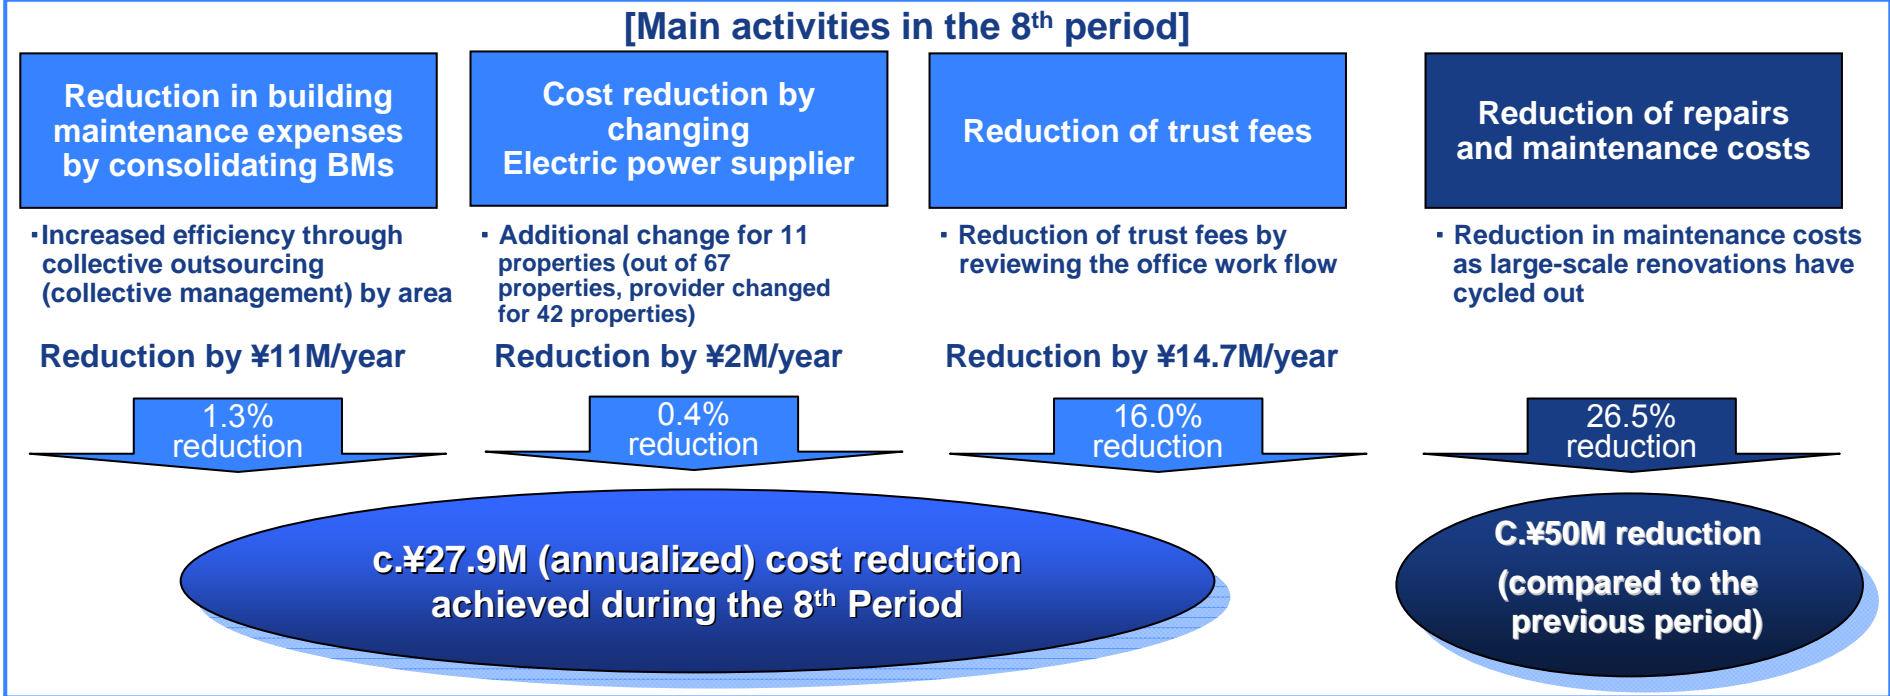 [Main activities in the 8th period]
Reduction in building
maintenance expenses
by consolidating BMs
・Increased efficiency through
collective outsourcing
(collective management) by area
Reduction by ¥11M/year
1.3%
reduction
Cost reduction by
changing
Electric power supplier
・ Additional change for 11
properties (out of 67
properties, provider changed
for 42 properties)
Reduction by ¥2M/year
0.4%
reduction
Reduction of trust fees
・ Reduction of trust fees by
reviewing the office work flow
Reduction by ¥14.7M/year
16.0%
reduction
c.¥27.9M (annualized) cost reduction
achieved during the 8th Period
Reduction of repairs
and maintenance costs
・ Reduction in maintenance costs
as large-scale renovations have
cycled out
26.5%
reduction
C.¥50M reduction
(compared to the
previous period)